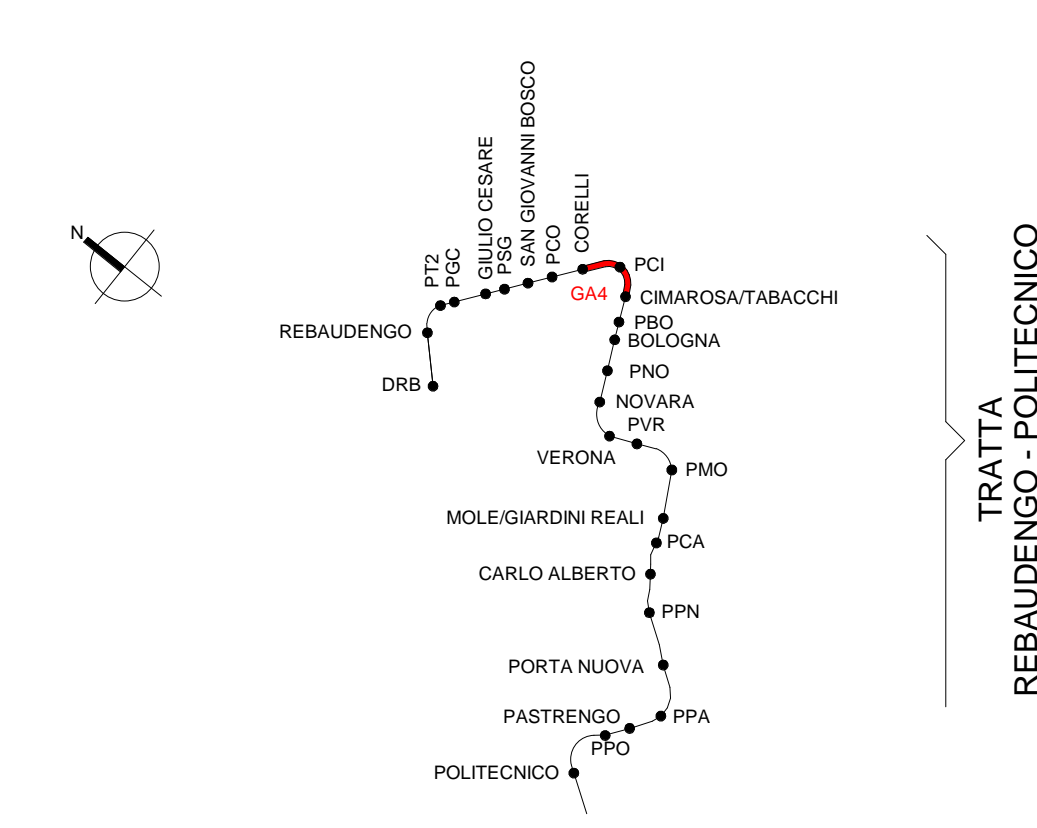 N
PT2
PGC
GIULIO CESARE
PSG
SAN GIOVANNI BOSCO
PCO
CORELLI
PCI
GA4
CIMAROSA/TABACCHI
REBAUDENGO
PBO
BOLOGNA
DRB
PNO
NOVARA
PVR
VERONA
PMO
MOLE/GIARDINI REALI
PCA
CARLO ALBERTO
PPN
PORTA NUOVA
PASTRENGO
PPA
PPO
POLITECNICO
TRATTA
REBAUDENGO - POLITECNICO